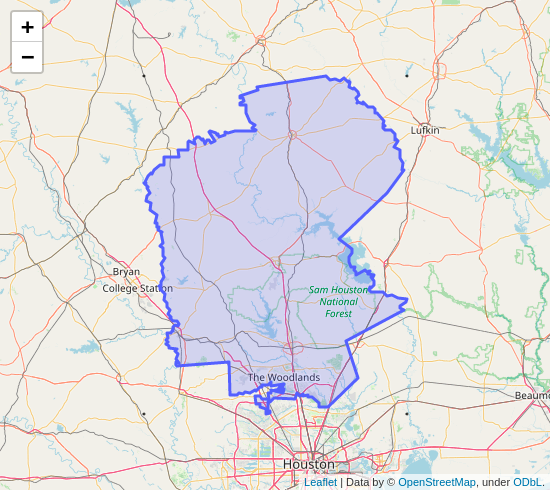 +
−
Lufkin
Bryan
College Station
Sam Houston
National
Forest
The Woodlands
Beaumo
Houston
Leaflet | Data by © OpenStreetMap, under ODbL.